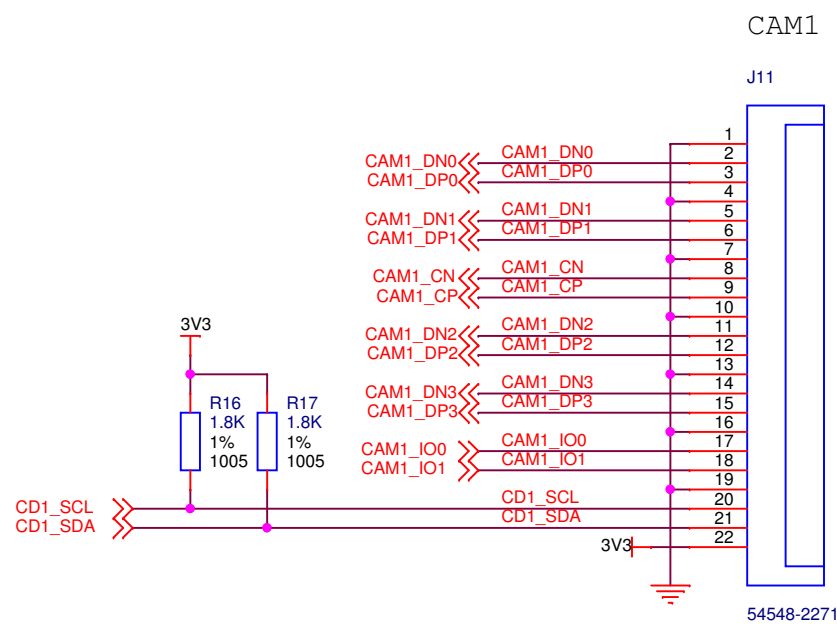 CAM1
J11
1
CAM1_DN0 CAM1_DN0 2
CAM1_DP0 CAM1_DP0 3
4
CAM1_DN1 CAM1_DN1 5
CAM1_DP1 CAM1_DP1 6
7
CAM1_CN CAM1_CN 8
CAM1_CP CAM1_CP 9
10
CAM1_DN2 CAM1_DN2 11
CAM1_DP2 CAM1_DP2 12
13
CAM1_DN3 CAM1_DN3 14
CAM1_DP3 CAM1_DP3 15
16
CAM1_IO0 CAM1_IO0 17
CAM1_IO1 CAM1_IO1 18
19
3V3
R16 R17
1.8K 1.8K
1% 1%
1005 1005
CD1_SCL CD1_SCL 20
CD1_SDA CD1_SDA 21
3V3 22
54548-2271